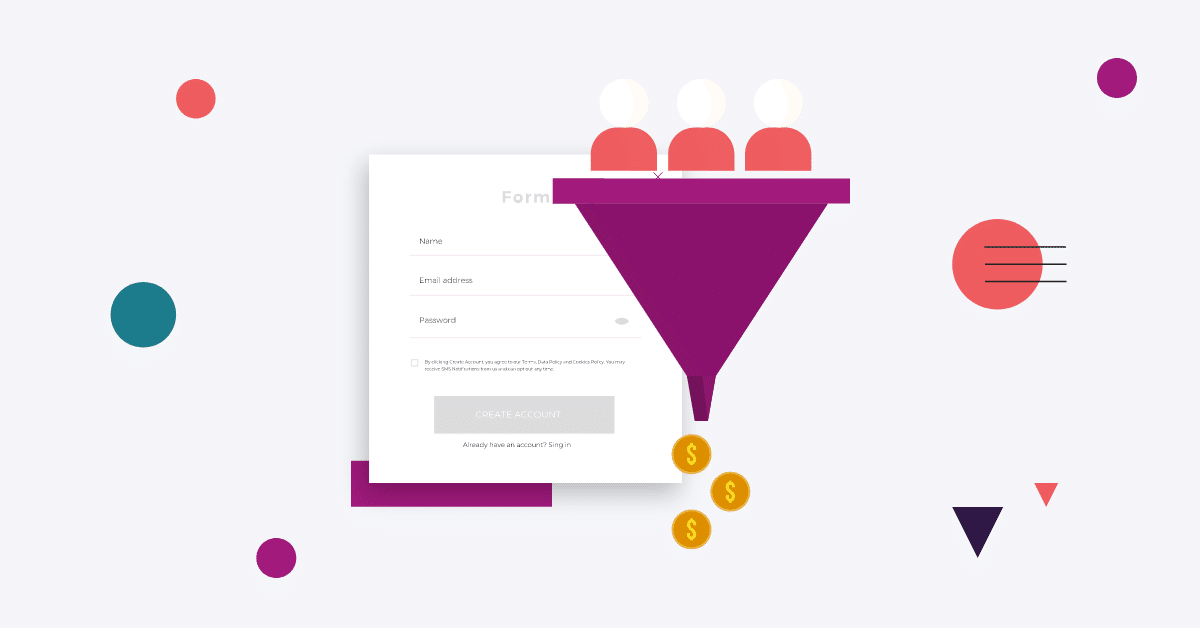 Form
Name
Email address
Password
By clicking Create Account, you agree to our Terms, Data Policy and Cookies Policy. You may
receive SMS Notifications from us and can opt out any time.
CREATE ACCOUNT
Already have an account? Sing in
$
$
$